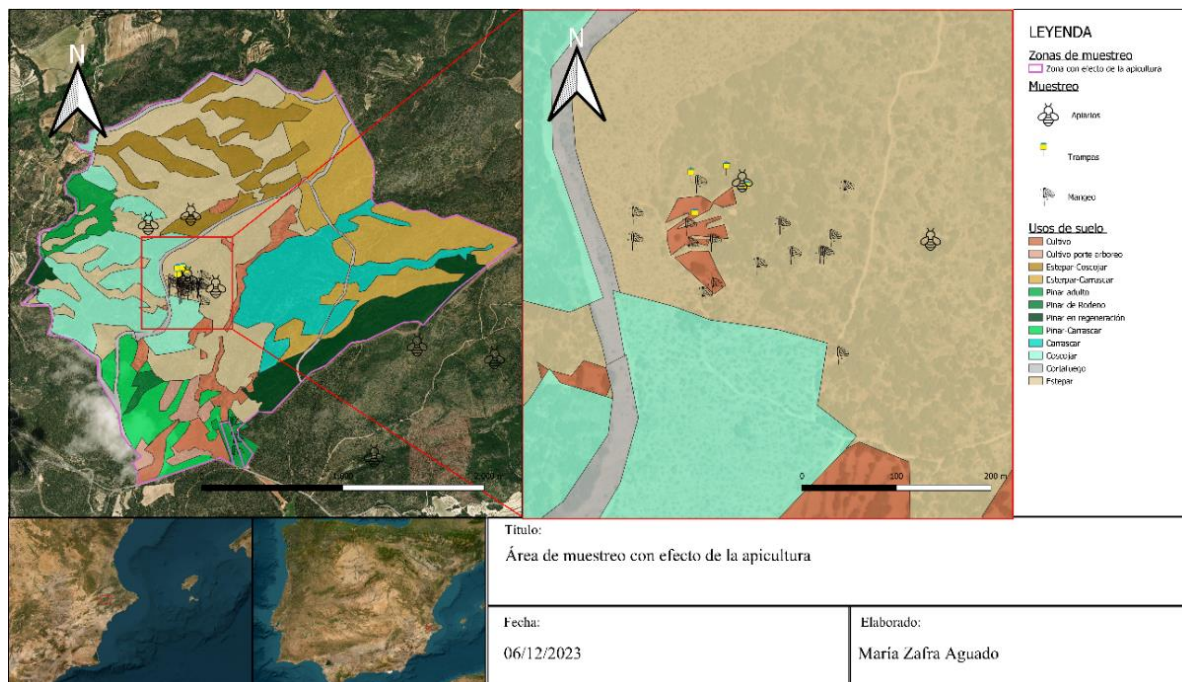 N
N
LEYENDA
Zonas de muestreo
Zona con efecto de la apicultura
Muestreo
Apiarios
Trampas
Mangeo
Usos de suelo
Cultivo
Cultivo porte arboreo
Estepar-Coscojar
Esterpar-Carrascar
Pinar adulto
Pinar de Rodeno
Pinar en regeneración
Pinar-Carrascar
Carrascar
Coscojar
Cortafuego
Estepar
0
100
200 m
Título:
Área de muestreo con efecto de la apicultura
Fecha:
06/12/2023
Elaborado:
María Zafra Aguado